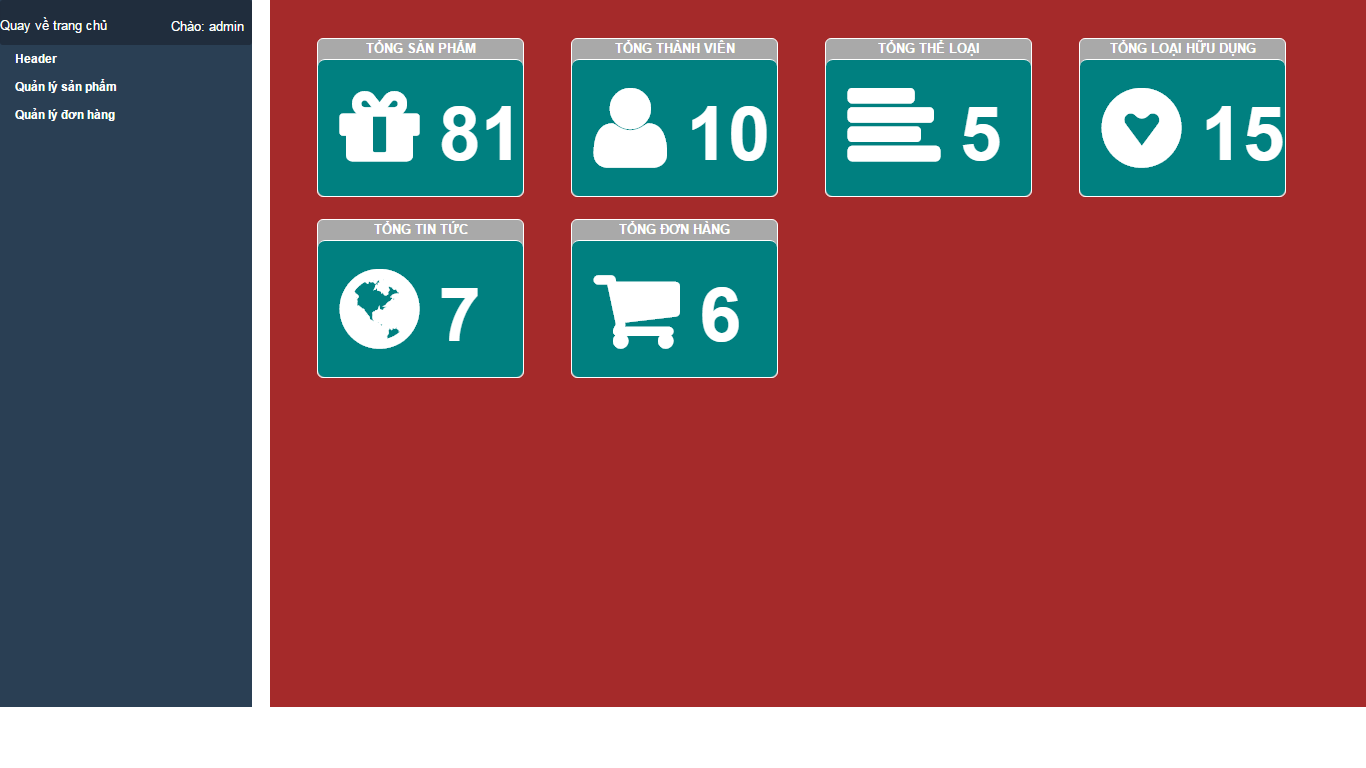 Quay về trang chủ
Chào: admin
Header
Quản lý sản phẩm
Quản lý đơn hàng
TỔNG SẢN PHẨM
81
TỔNG THÀNH VIÊN
10
TỔNG THỂ LOẠI
5
TỔNG LOẠI HỮU DỤNG
15
TỔNG TIN TỨC
7
TỔNG ĐƠN HÀNG
6